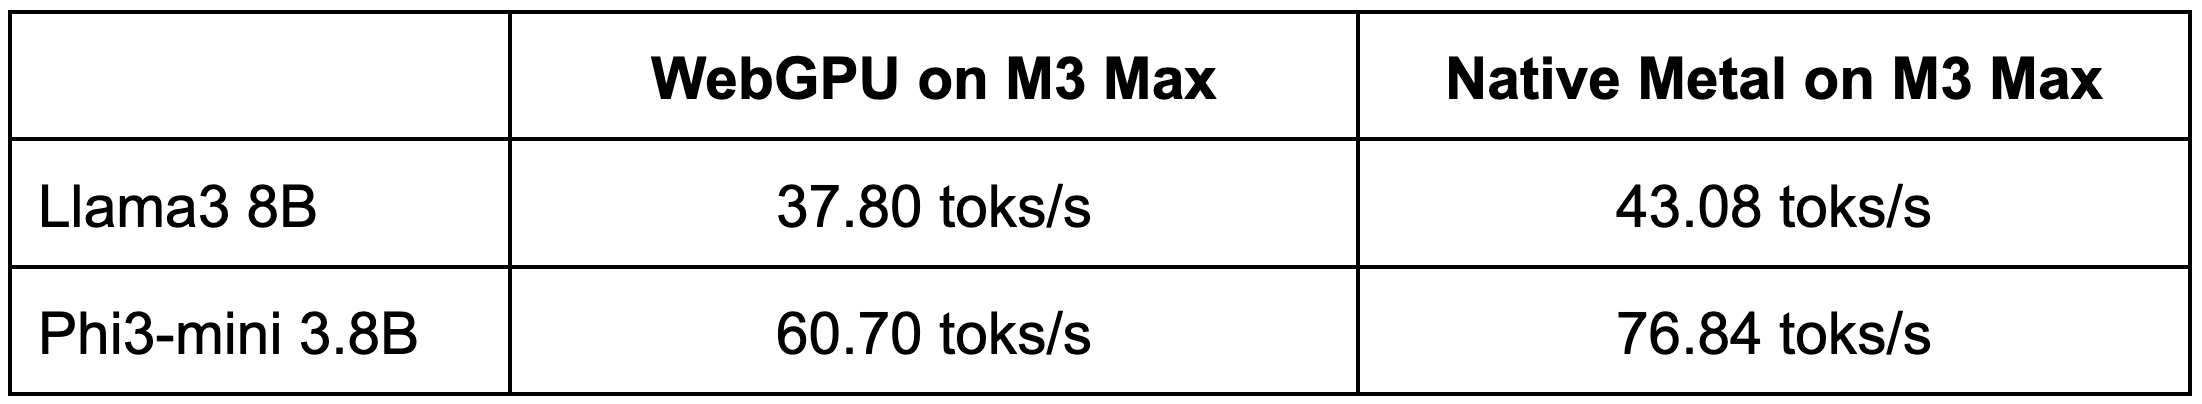 WebGPU on M3 Max Native Metal on M3 Max
Llama3 8B 37.80 toks/s 43.08 toks/s
Phi3-mini 3.8B 60.70 toks/s 76.84 toks/s